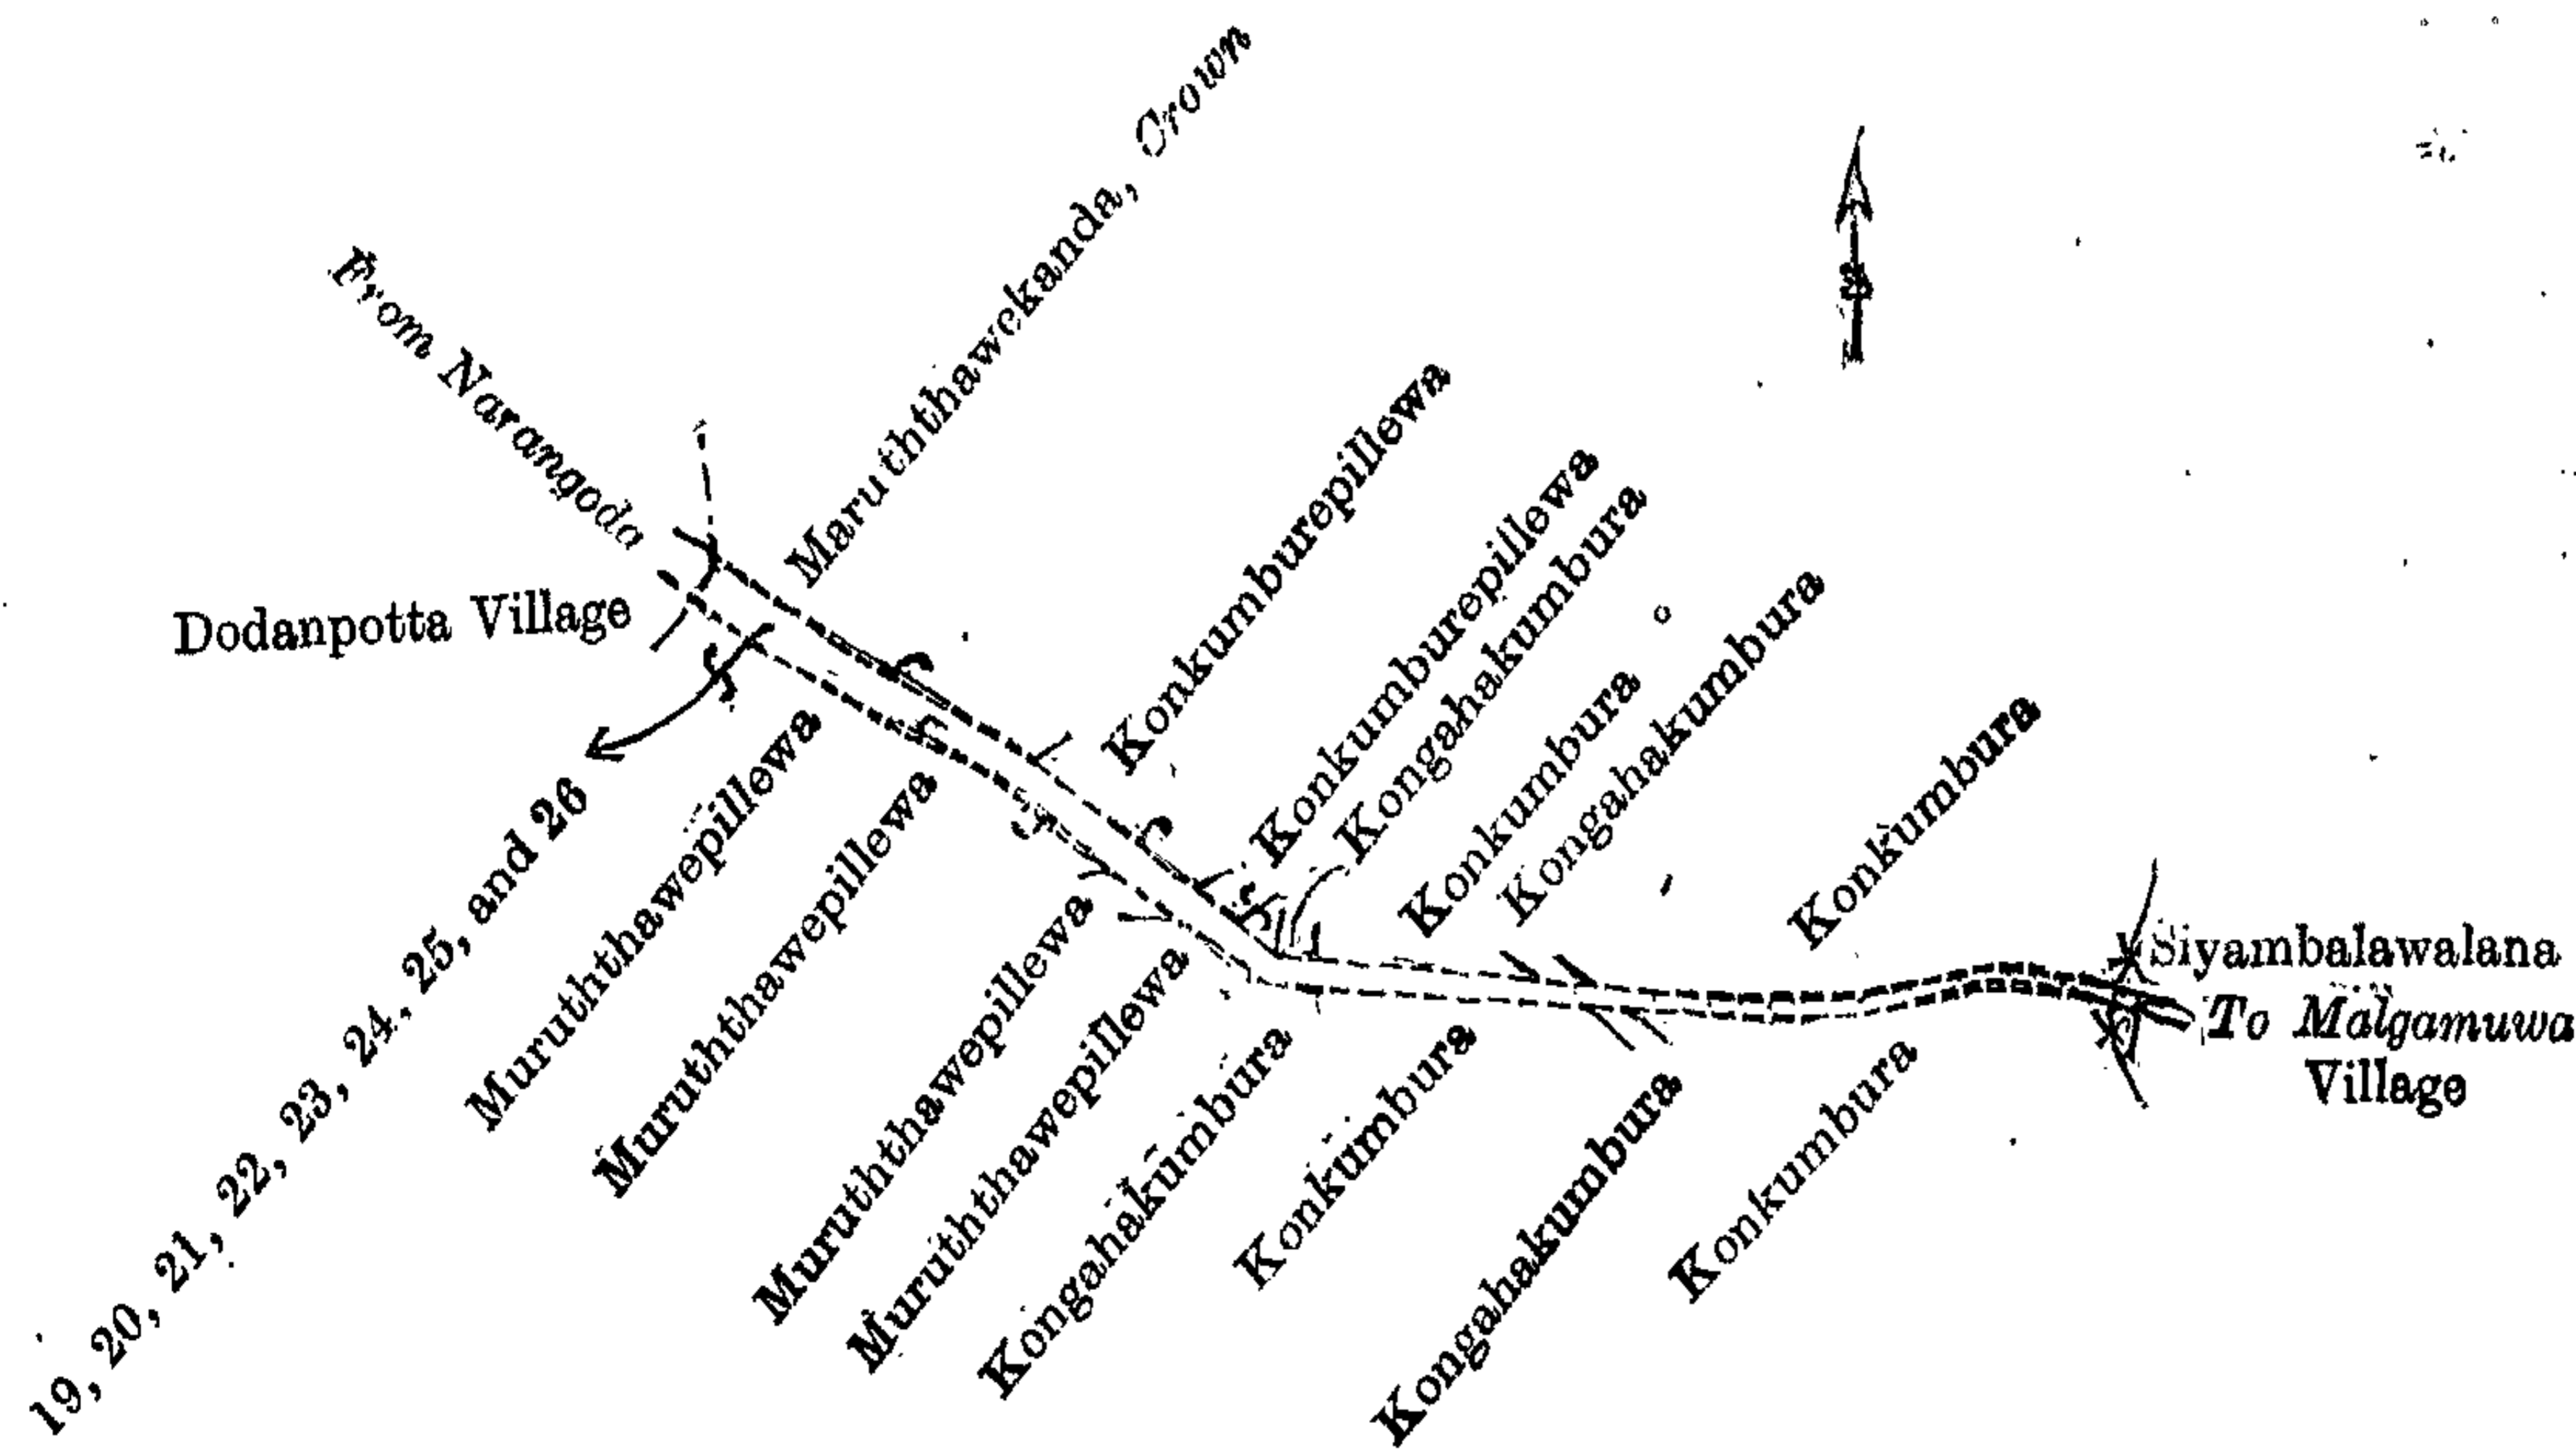 From Narangoda
Maruththawekanda, Crown
Dodanpotta Village
Konkumburepillewa
Konkumburepillewa
Kongahakumbura
Konkumbura
Kongahakumbura
Konkumbura
Siyambalawalana
To Malgamuwa
Village
19, 20, 21, 22, 23, 24, 25, and 26
Muruththawepillewa
Muruththawepillewa
Muruththawepillewa
Muruththawepillewa
Kongahakumbura
Konkumbura
Kongahakumbura
Konkumbura